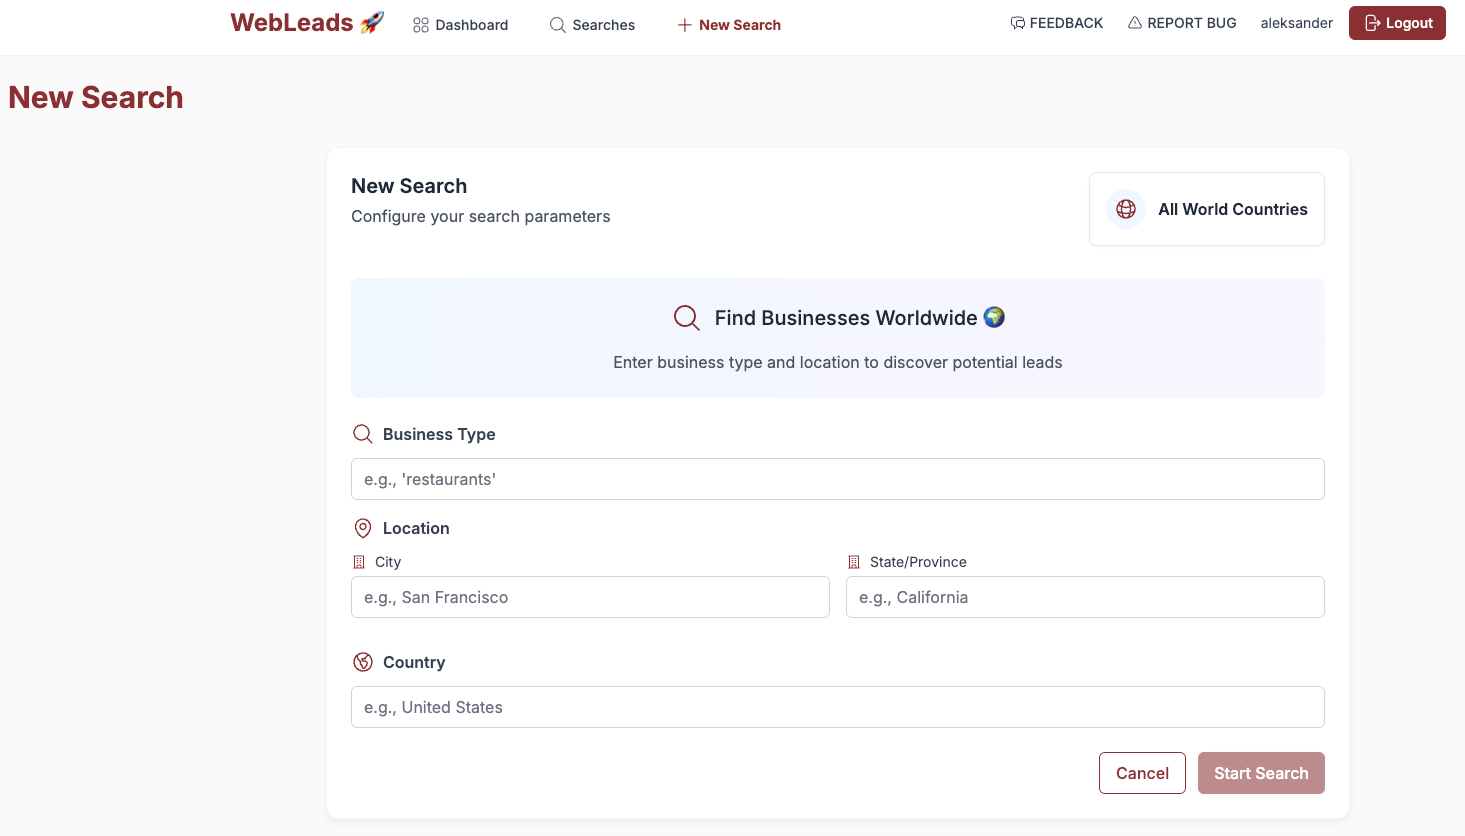 WebLeads 🚀 Dashboard Searches New Search FEEDBACK REPORT BUG aleksander Logout
New Search
New Search
Configure your search parameters
All World Countries
Find Businesses Worldwide 🌍
Enter business type and location to discover potential leads
Business Type
e.g., 'restaurants'
Location
City State/Province
e.g., San Francisco e.g., California
Country
e.g., United States
Cancel Start Search